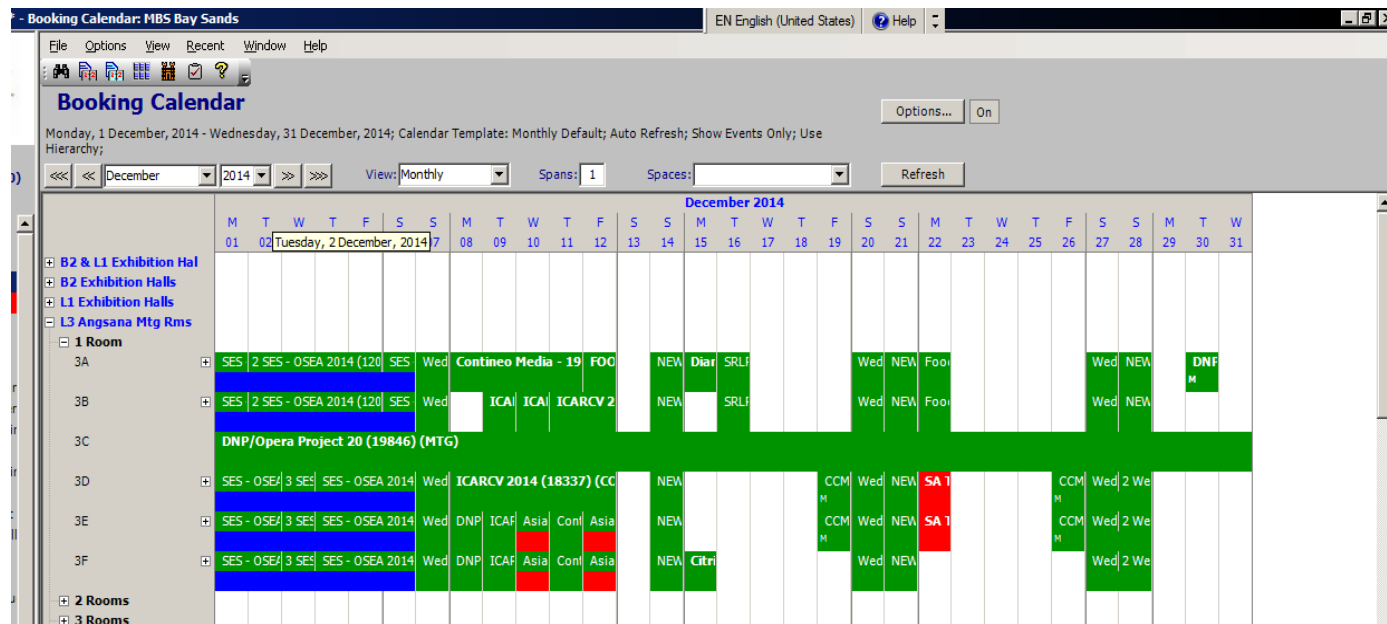 * - Booking Calendar: MBS Bay Sands EN English (United States) Help
File Options View Recent Window Help
Booking Calendar
Options... On
Monday, 1 December, 2014 - Wednesday, 31 December, 2014; Calendar Template: Monthly Default; Auto Refresh; Show Events Only; Use
Hierarchy;
<<< << December 2014 >> >>> View: Monthly Spans: 1 Spaces: Refresh
December 2014
M T W T F S S M T W T F S S M T W T F S S M T W T F S S M T W
01 02 Tuesday, 2 December, 2014 07 08 09 10 11 12 13 14 15 16 17 18 19 20 21 22 23 24 25 26 27 28 29 30 31
B2 & L1 Exhibition Hal
B2 Exhibition Halls
L1 Exhibition Halls
L3 Angsana Mtg Rms
1 Room
3A SES 2 SES - OSEA 2014 (120 SES Wed Contineo Media - 19 FOO NEW Diar SRLF Wed NEW Foo Wed NEW DNP
M
3B SES 2 SES - OSEA 2014 (120 SES Wed ICA ICA ICARCV 2 NEW SRLF Wed NEW Foo Wed NEW
3C DNP/Opera Project 20 (19846) (MTG)
3D SES - OSEA 3 SES SES - OSEA 2014 Wed ICARCV 2014 (18337) (CC NEW CCM Wed NEW SA T CCM Wed 2 We
M M
3E SES - OSEA 3 SES SES - OSEA 2014 Wed DNP ICAR Asia Cont Asia NEW CCM Wed NEW SA T CCM Wed 2 We
M M
3F SES - OSEA 3 SES SES - OSEA 2014 Wed DNP ICAR Asia Cont Asia NEW Citri Wed NEW Wed 2 We
2 Rooms
3 Rooms